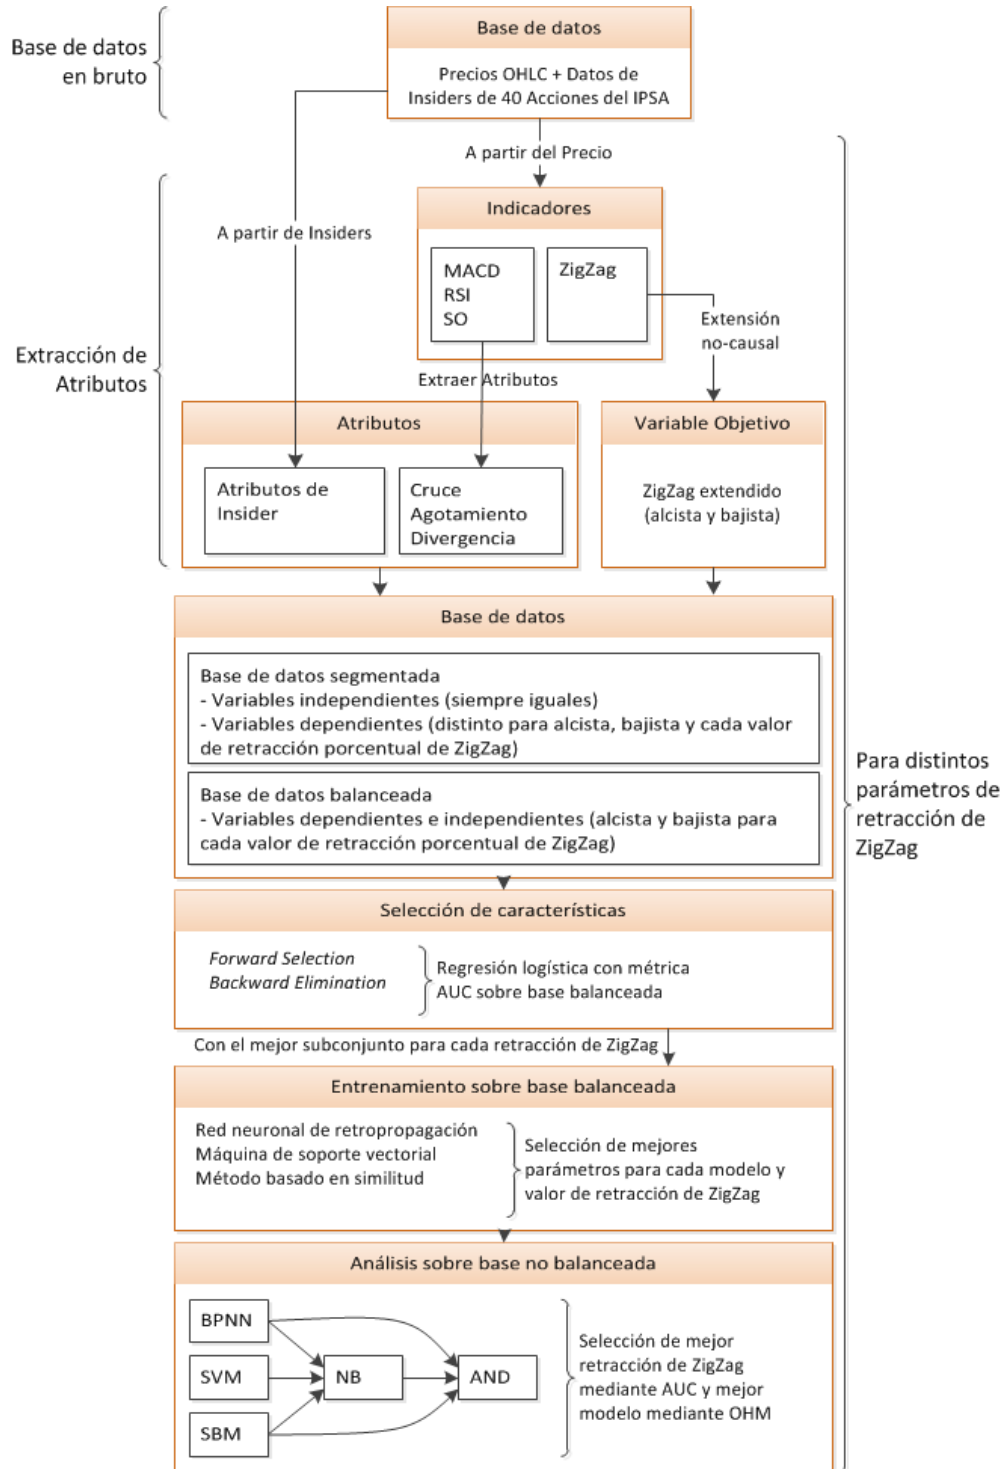 Base de datos
en bruto
Base de datos
Precios OHLC + Datos de
Insiders de 40 Acciones del IPSA
A partir del Precio
A partir de Insiders
Indicadores
MACD
RSI
SO
ZigZag
Extensión
no-causal
Extracción de
Atributos
Extraer Atributos
Atributos
Atributos de
Insider
Cruce
Agotamiento
Divergencia
Variable Objetivo
ZigZag extendido
(alcista y bajista)
Base de datos
Base de datos segmentada
- Variables independientes (siempre iguales)
- Variables dependientes (distinto para alcista, bajista y cada valor
de retracción porcentual de ZigZag)
Base de datos balanceada
- Variables dependientes e independientes (alcista y bajista para
cada valor de retracción porcentual de ZigZag)
Para distintos
parámetros de
retracción de
ZigZag
Selección de características
Forward Selection
Backward Elimination
Regresión logística con métrica
AUC sobre base balanceada
Con el mejor subconjunto para cada retracción de ZigZag
Entrenamiento sobre base balanceada
Red neuronal de retropropagación
Máquina de soporte vectorial
Método basado en similitud
Selección de mejores
parámetros para cada modelo y
valor de retracción de ZigZag
Análisis sobre base no balanceada
BPNN
SVM
SBM
NB
AND
Selección de mejor
retracción de ZigZag
mediante AUC y mejor
modelo mediante OHM